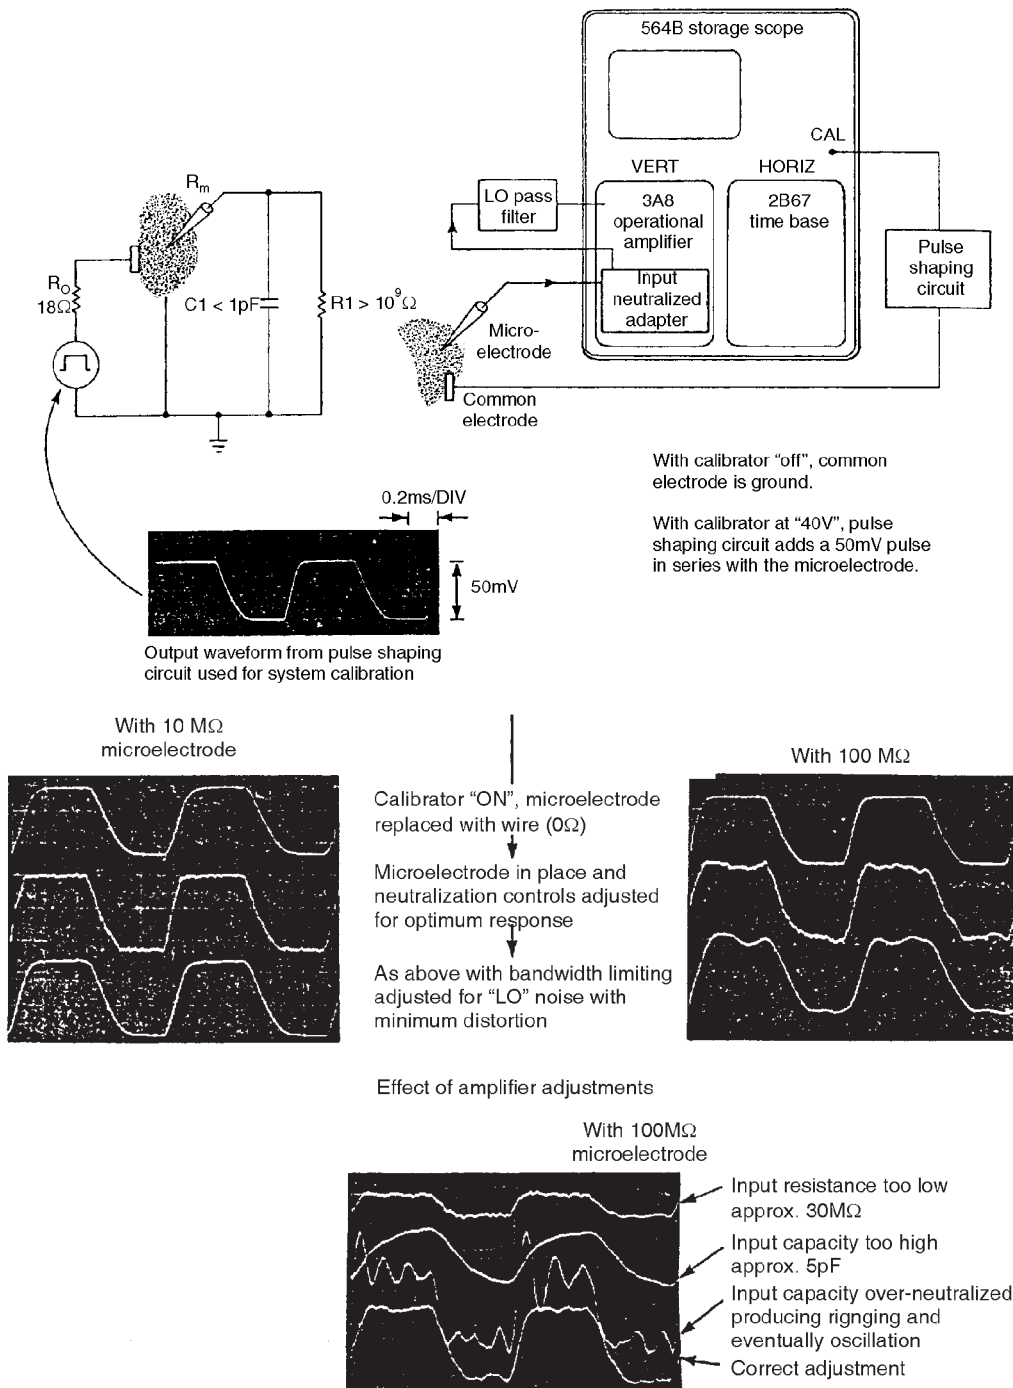 564B storage scope
CAL
VERT
HORIZ
LO pass
filter
3A8
operational
amplifier
2B67
time base
Input
neutralized
adapter
Pulse
shaping
circuit
Micro-
electrode
Common
electrode
Rm
RO
18Ω
C1 < 1pF
R1 > 10^9 Ω
With calibrator “off”, common
electrode is ground.
With calibrator at “40V”, pulse
shaping circuit adds a 50mV pulse
in series with the microelectrode.
0.2ms/DIV
50mV
Output waveform from pulse shaping
circuit used for system calibration
With 10 MΩ
microelectrode
Calibrator “ON”, microelectrode
replaced with wire (0Ω)
Microelectrode in place and
neutralization controls adjusted
for optimum response
As above with bandwidth limiting
adjusted for “LO” noise with
minimum distortion
With 100 MΩ
Effect of amplifier adjustments
With 100MΩ
microelectrode
Input resistance too low
approx. 30MΩ
Input capacity too high
approx. 5pF
Input capacity over-neutralized
producing rignging and
eventually oscillation
Correct adjustment